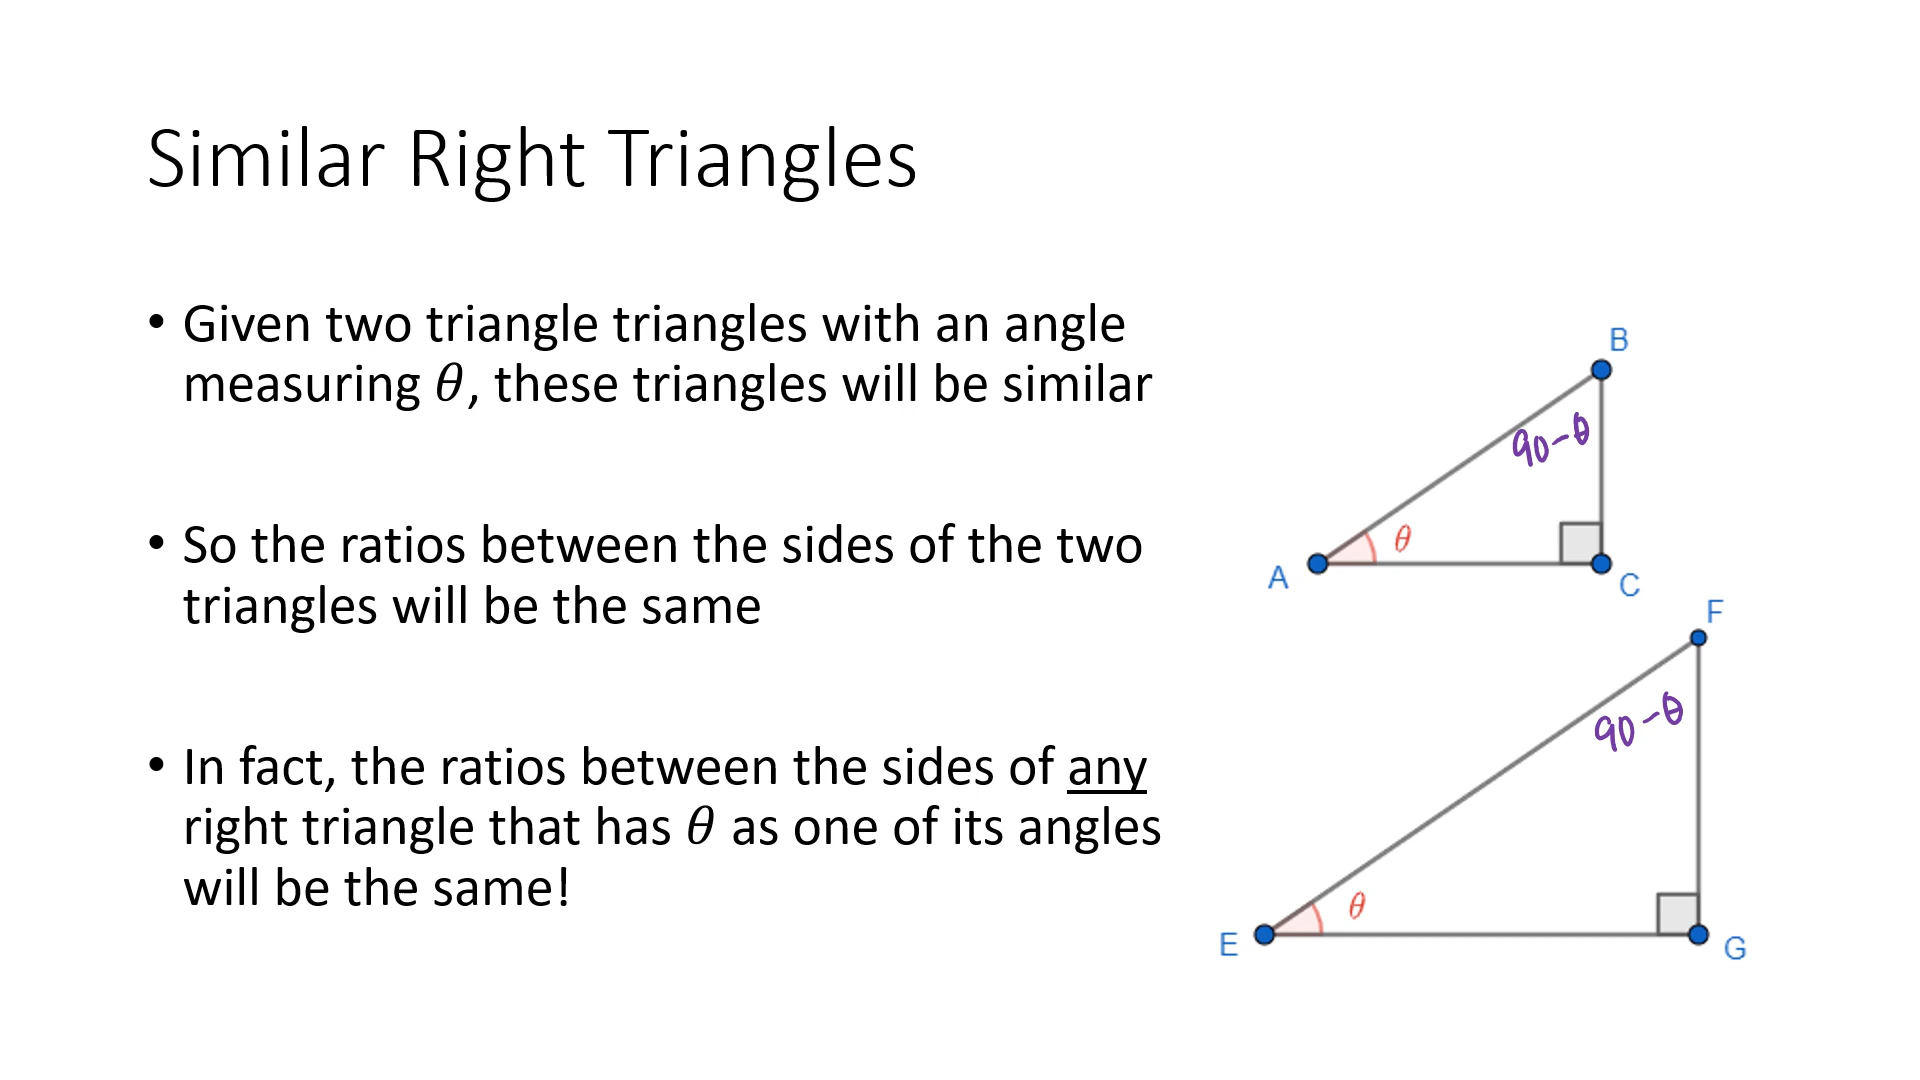 Similar Right Triangles
• Given two triangle triangles with an angle
measuring θ, these triangles will be similar
• So the ratios between the sides of the two
triangles will be the same
• In fact, the ratios between the sides of any
right triangle that has θ as one of its angles
will be the same!
B
90-θ
θ
A
C
F
90-θ
θ
E
G